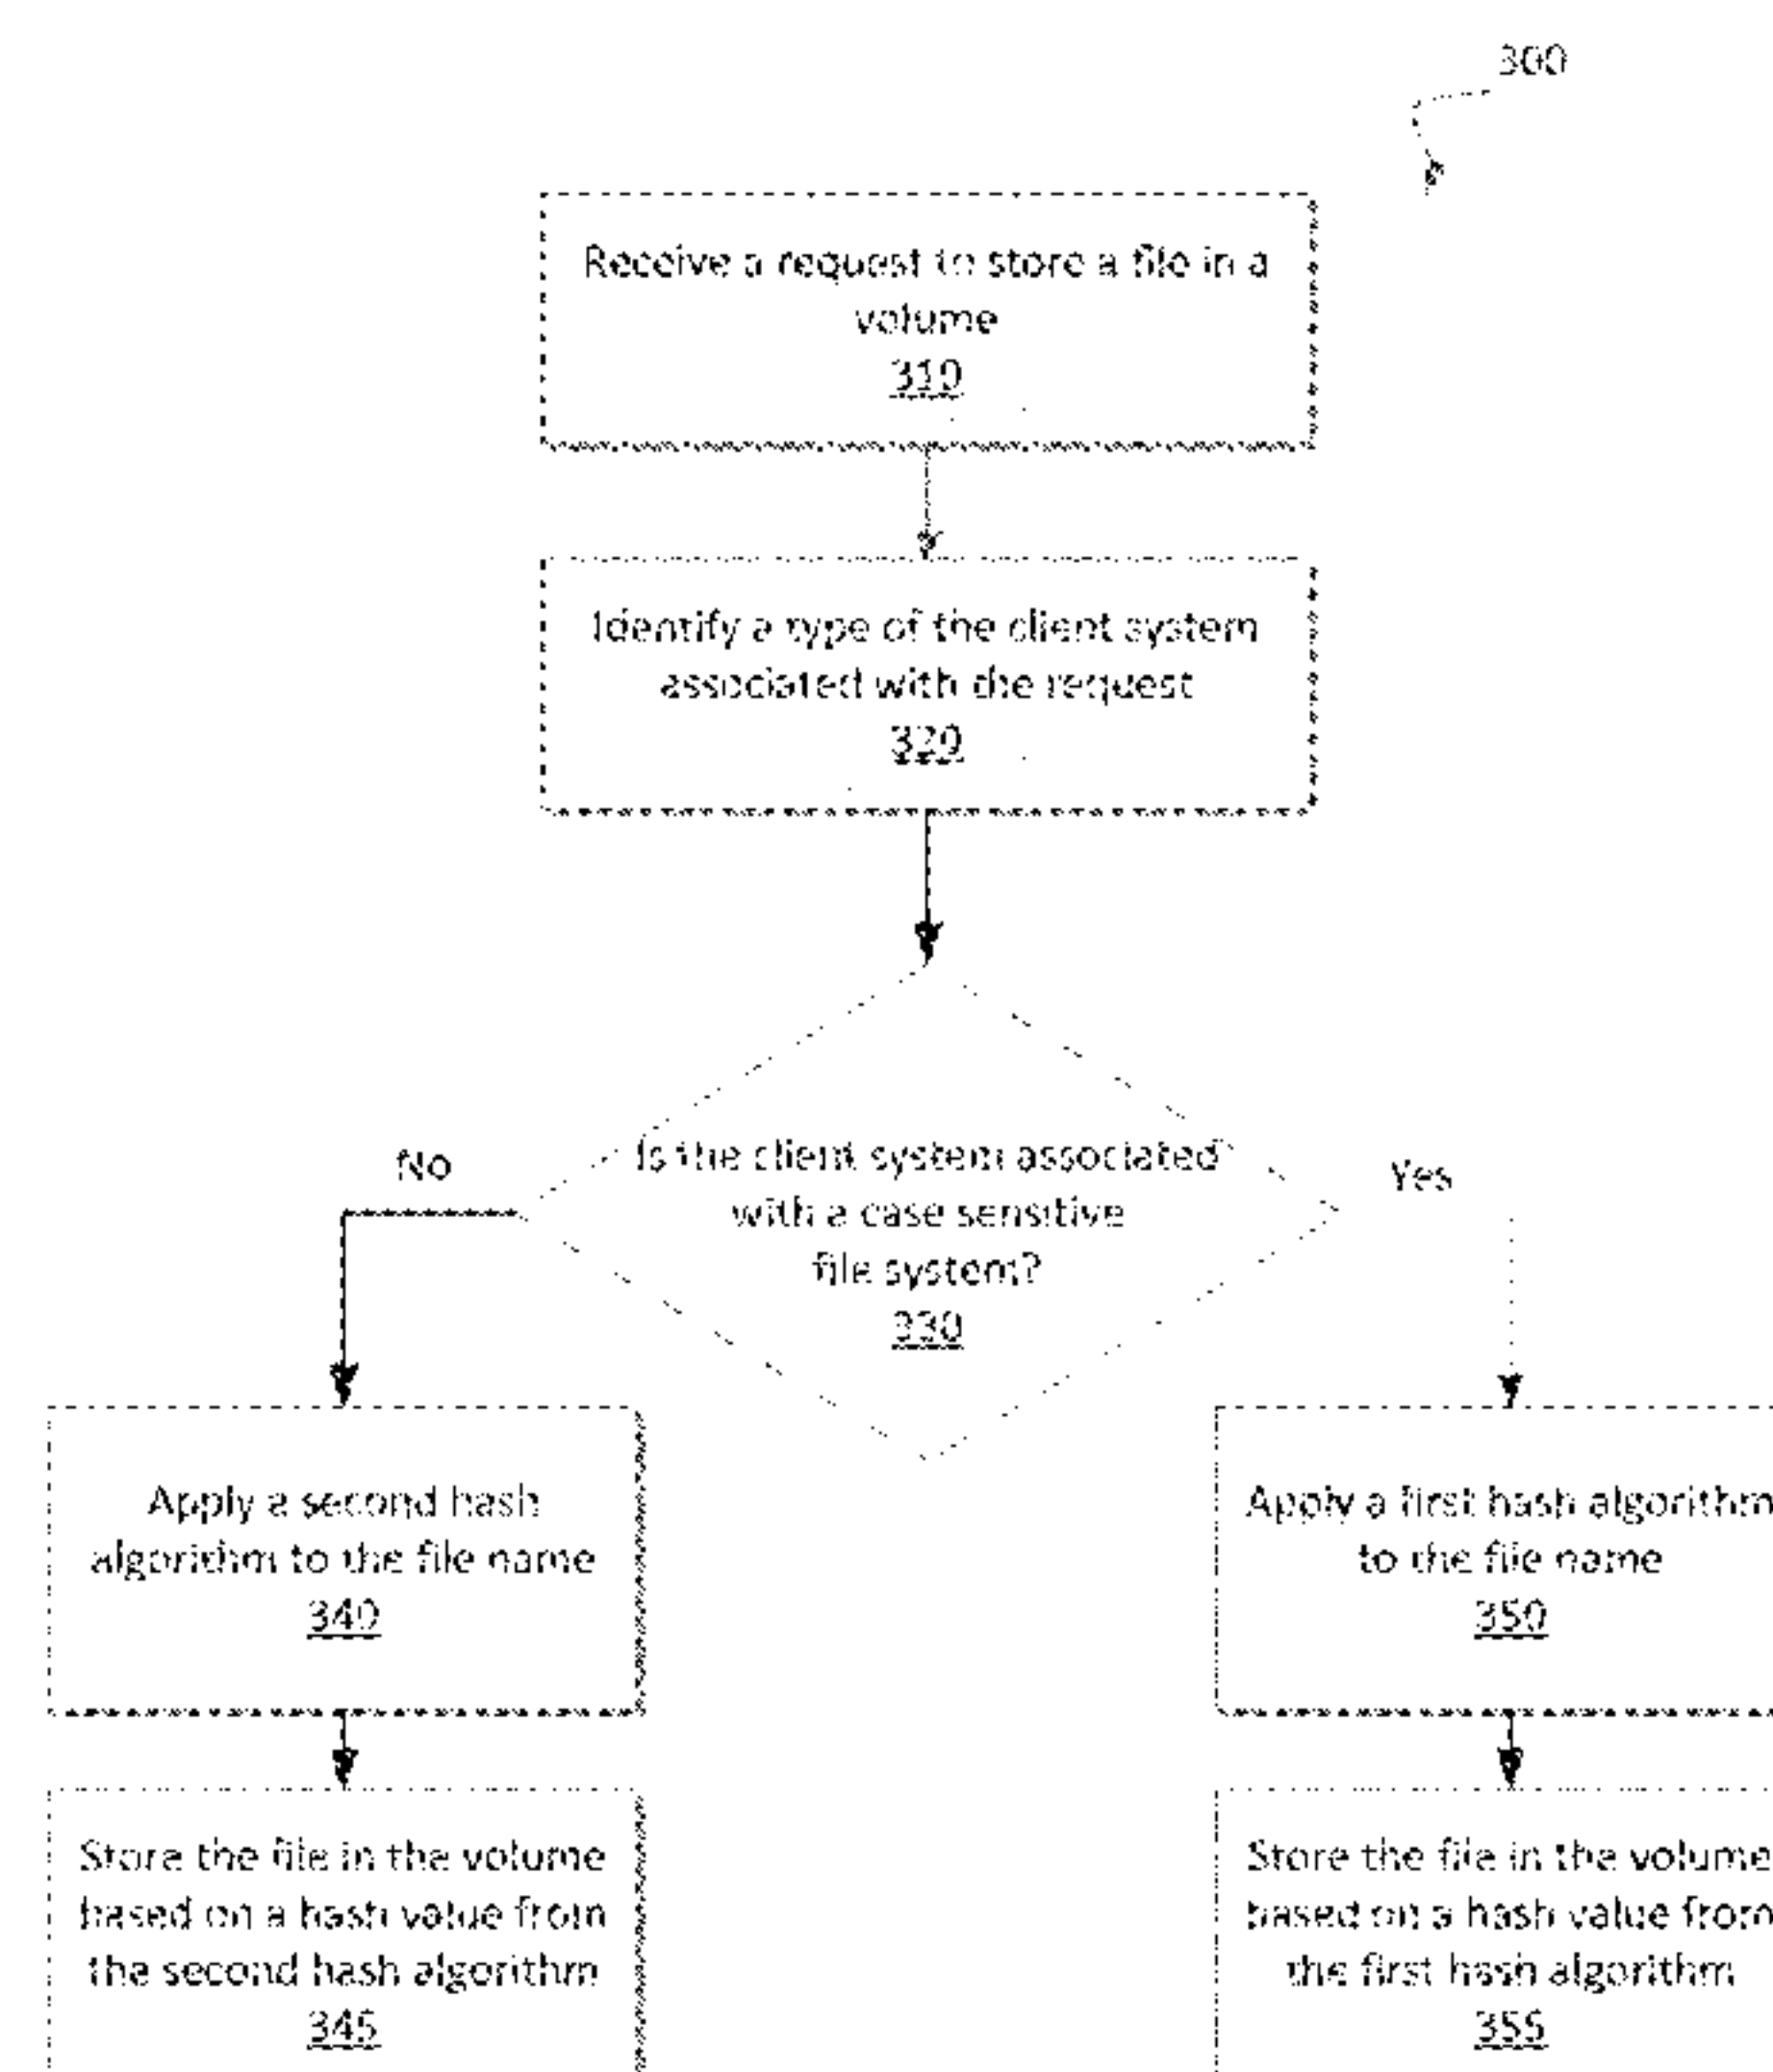 300
Receive a request to store a file in a
volume
310
Identify a type of the client system
associated with the request
320
Is the client system associated
with a case sensitive
file system?
330
No
Yes
Apply a second hash
algorithm to the file name
340
Apply a first hash algorithm
to the file name
350
Store the file in the volume
based on a hash value from
the second hash algorithm
345
Store the file in the volume
based on a hash value from
the first hash algorithm
355